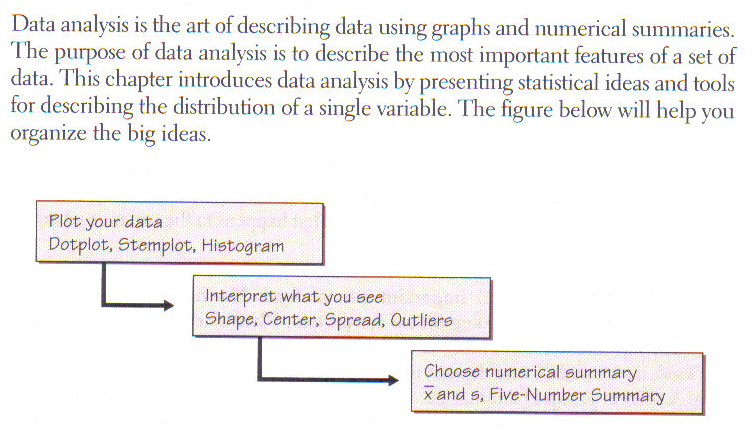 Data analysis is the art of describing data using graphs and numerical summaries.
The purpose of data analysis is to describe the most important features of a set of
data. This chapter introduces data analysis by presenting statistical ideas and tools
for describing the distribution of a single variable. The figure below will help you
organize the big ideas.
Plot your data
Dotplot, Stemplot, Histogram
Interpret what you see
Shape, Center, Spread, Outliers
Choose numerical summary
x̄ and s, Five-Number Summary